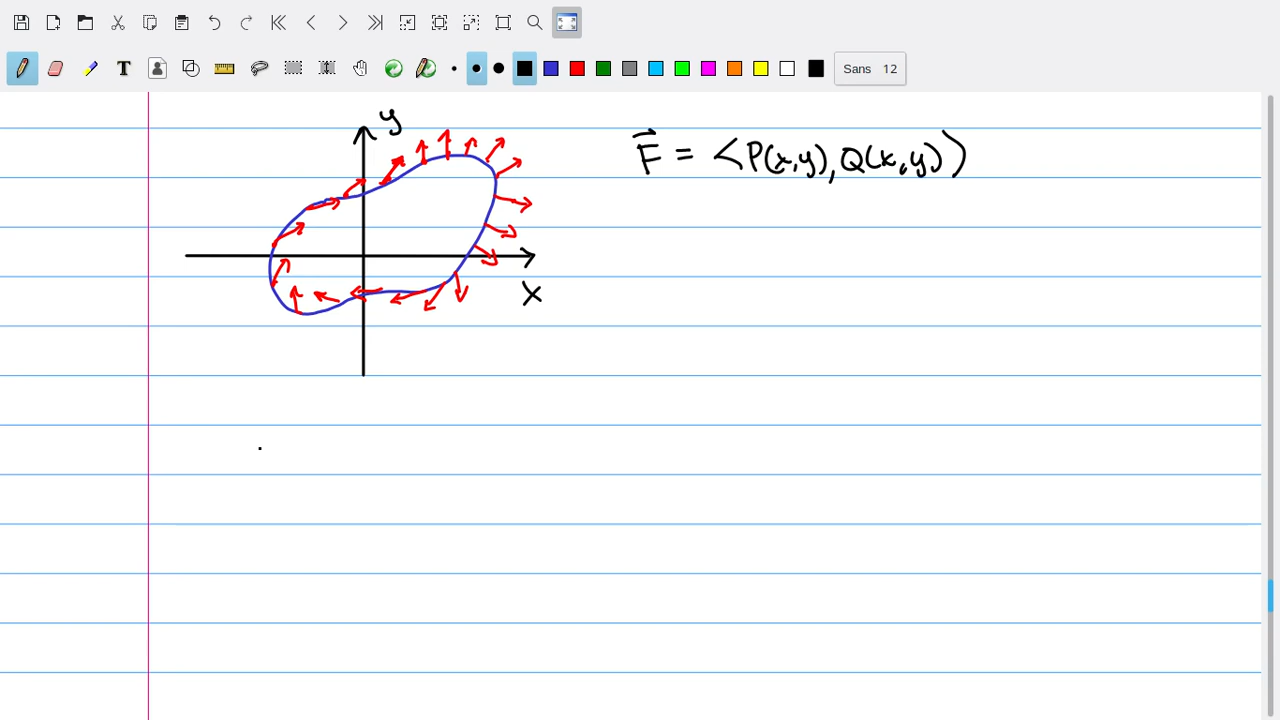 Sans 12
y
F⃗ = <P(x,y), Q(x,y)>
x